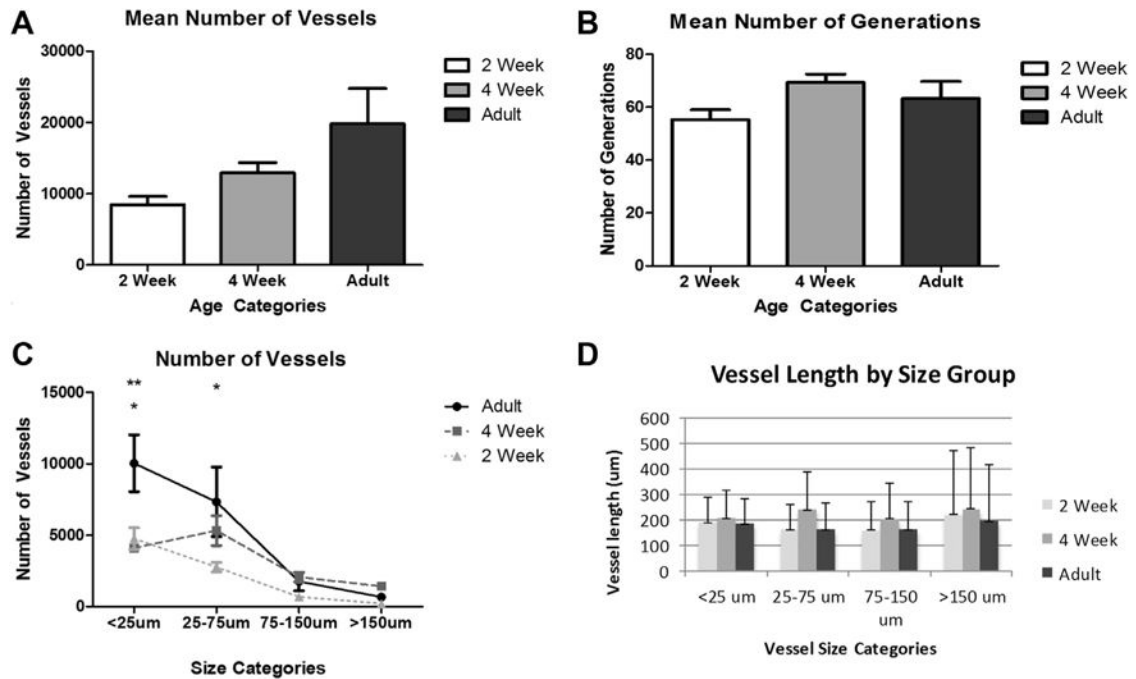 A
Mean Number of Vessels
Number of Vessels
30000
20000
10000
0
2 Week
4 Week
Adult
Age Categories
2 Week
4 Week
Adult
B
Mean Number of Generations
Number of Generations
80
60
40
20
0
2 Week
4 Week
Adult
Age Categories
2 Week
4 Week
Adult
C
Number of Vessels
Number of Vessels
15000
10000
5000
0
**
*
*
<25um
25-75um
75-150um
>150um
Size Categories
Adult
4 Week
2 Week
D
Vessel Length by Size Group
Vessel length (um)
600
500
400
300
200
100
0
<25 um
25-75 um
75-150
um
>150 um
Vessel Size Categories
2 Week
4 Week
Adult